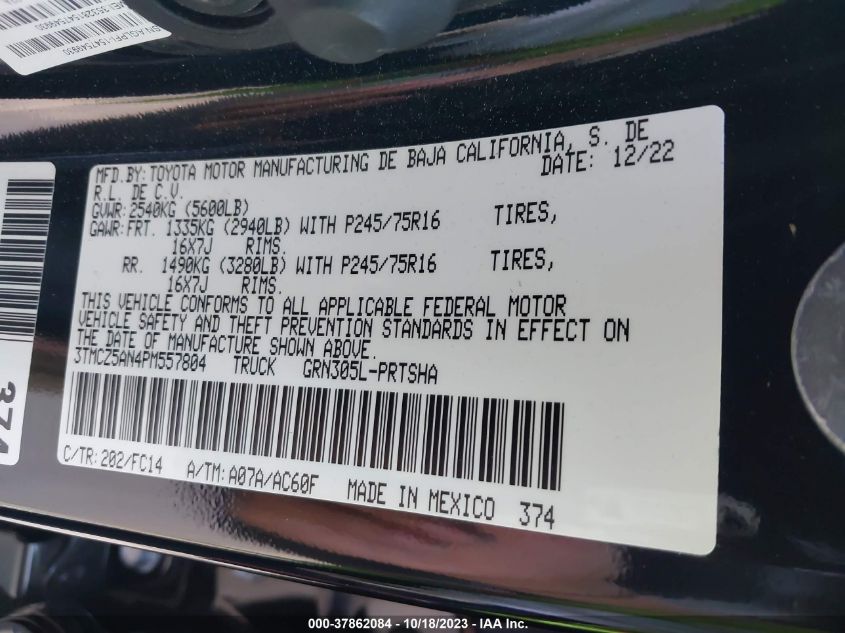 SN:AGLPFI-1547549930
MFD.BY:TOYOTA MOTOR MANUFACTURING DE BAJA CALIFORNIA, S. DE
R.L. DE C.V. DATE: 12/22
GVWR:2540KG (5600LB)
GAWR:FRT. 1335KG (2940LB) WITH P245/75R16 TIRES,
16X7J RIMS.
RR. 1490KG (3280LB) WITH P245/75R16 TIRES,
16X7J RIMS.
THIS VEHICLE CONFORMS TO ALL APPLICABLE FEDERAL MOTOR
VEHICLE SAFETY AND THEFT PREVENTION STANDARDS IN EFFECT ON
THE DATE OF MANUFACTURE SHOWN ABOVE.
3TMCZ5AN4PM557804 TRUCK GRN305L-PRTSHA
C/TR:202/FC14 A/TM:A07A/AC60F MADE IN MEXICO 374
374
000-37862084 - 10/18/2023 - IAA Inc.